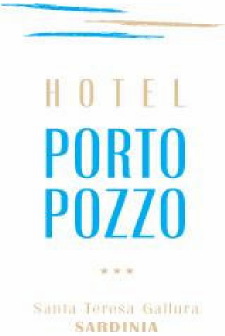 HOTEL
PORTO
POZZO
***
Santa Teresa Gallura
SARDINIA